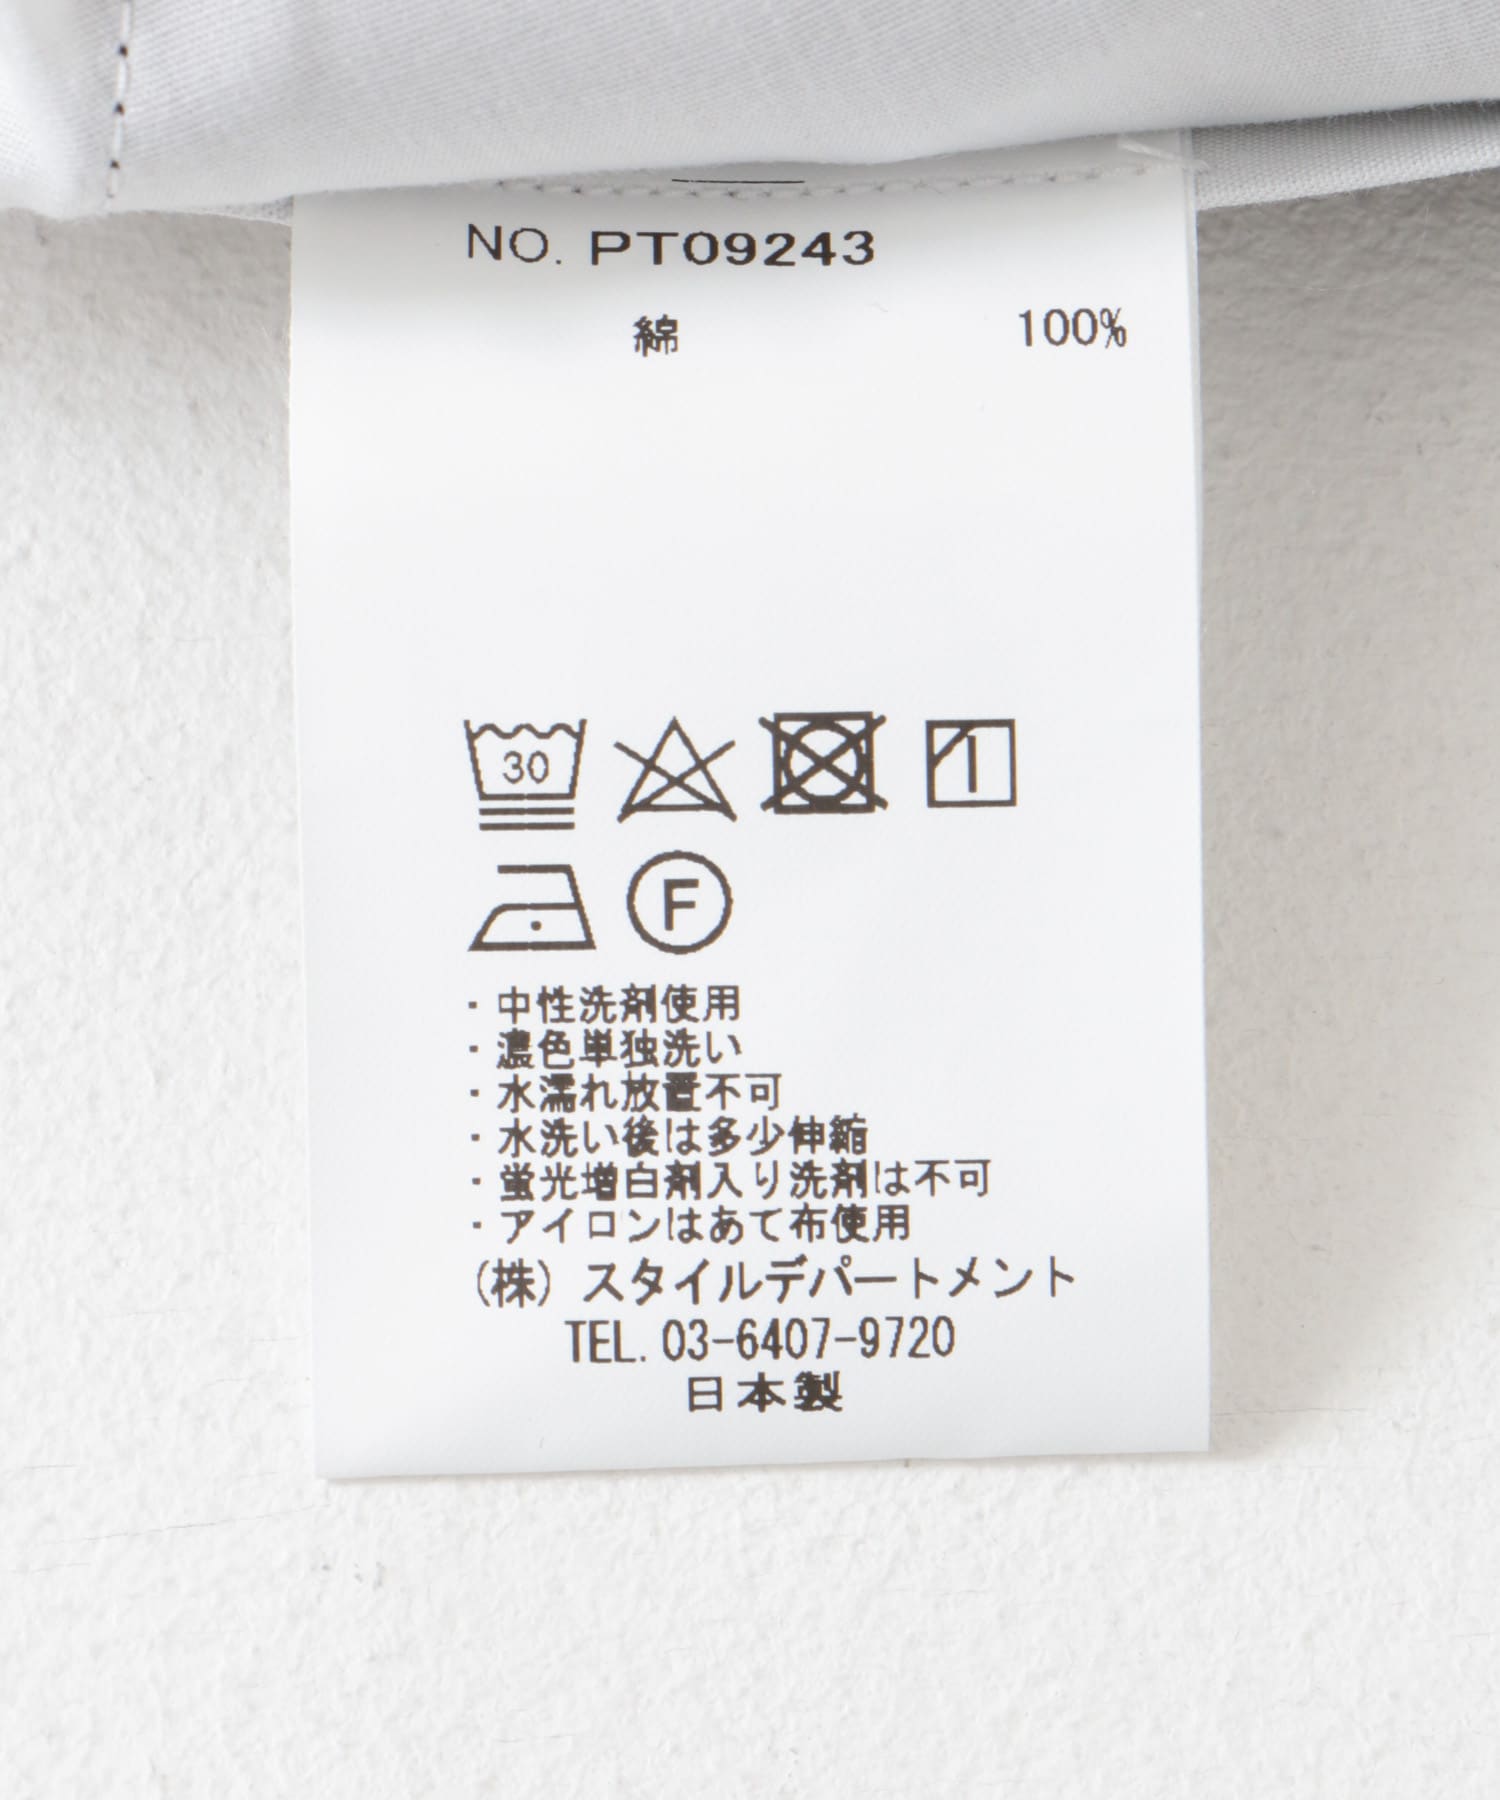 NO. PT09243
綿 100%
30
F
・中性洗剤使用
・濃色単独洗い
・水濡れ放置不可
・水洗い後は多少伸縮
・蛍光増白剤入り洗剤は不可
・アイロンはあて布使用
(株) スタイルデパートメント
TEL. 03-6407-9720
日本製